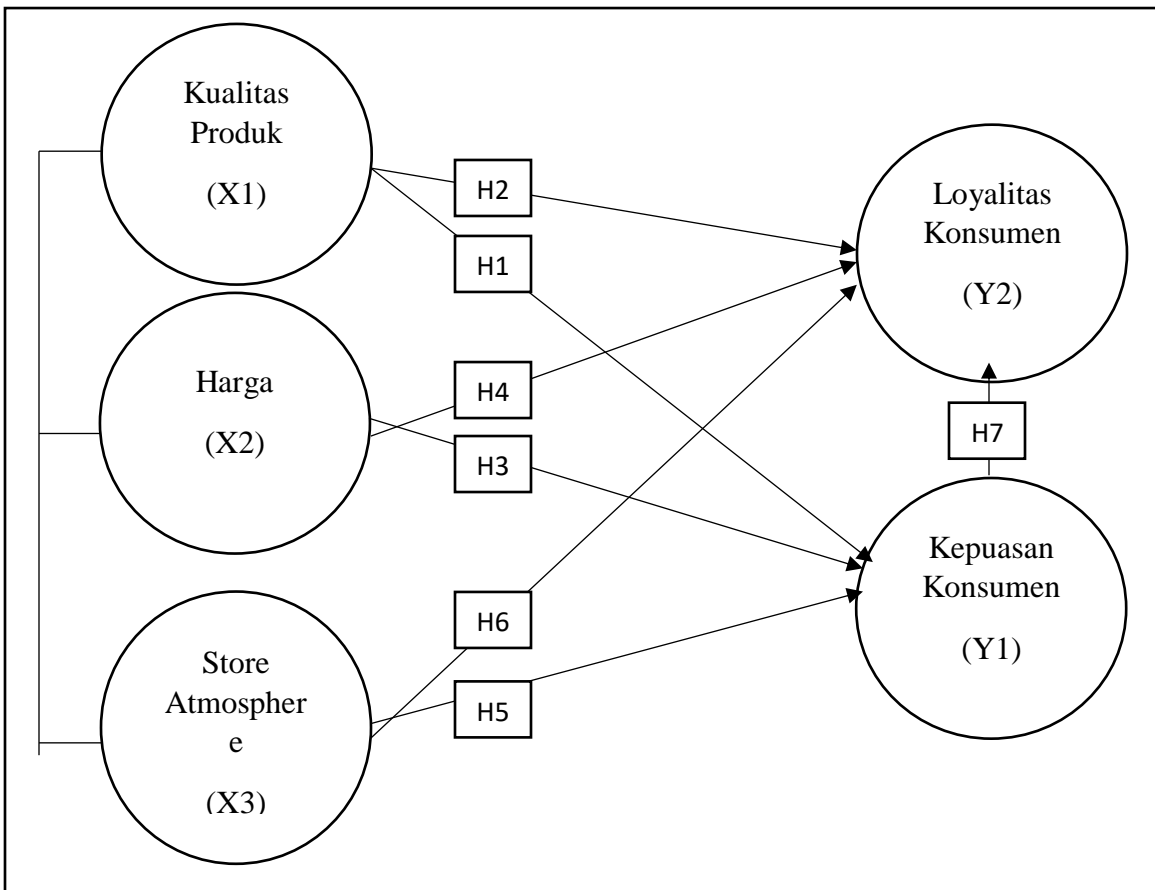 Kualitas
Produk
(X1)
H2
H1
Loyalitas
Konsumen
(Y2)
Harga
(X2)
H4
H3
H7
Store
Atmospher
e
(X3)
H6
H5
Kepuasan
Konsumen
(Y1)